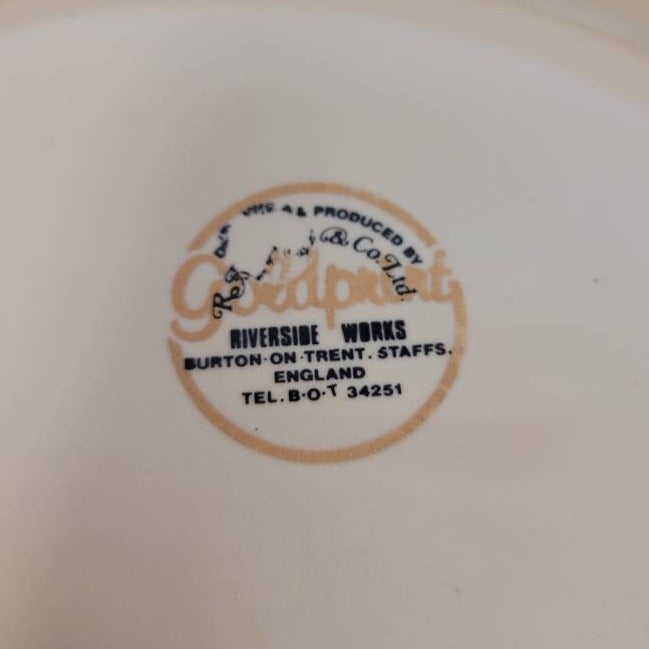 & PRODUCED BY
& Co. Ltd.
Goldprint
RIVERSIDE WORKS
BURTON·ON·TRENT. STAFFS.
ENGLAND
TEL. B·O·T 34251